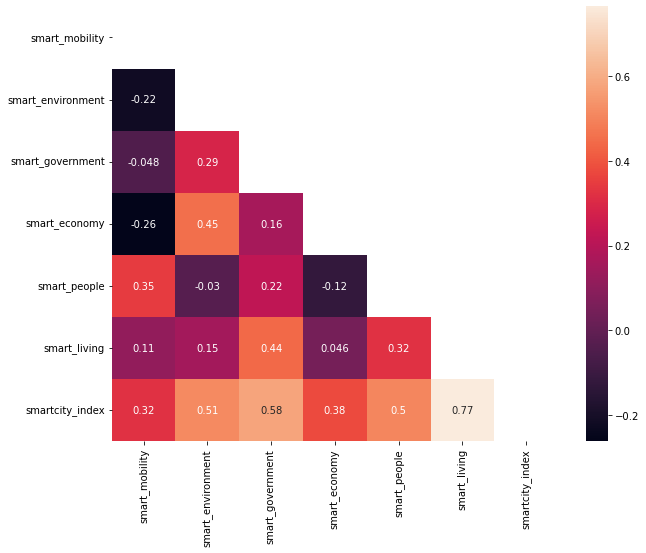 smart_mobility
smart_environment -0.22
smart_government -0.048 0.29
smart_economy -0.26 0.45 0.16
smart_people 0.35 -0.03 0.22 -0.12
smart_living 0.11 0.15 0.44 0.046 0.32
smartcity_index 0.32 0.51 0.58 0.38 0.5 0.77
smart_mobility
smart_environment
smart_government
smart_economy
smart_people
smart_living
smartcity_index
0.6
0.4
0.2
0.0
−0.2